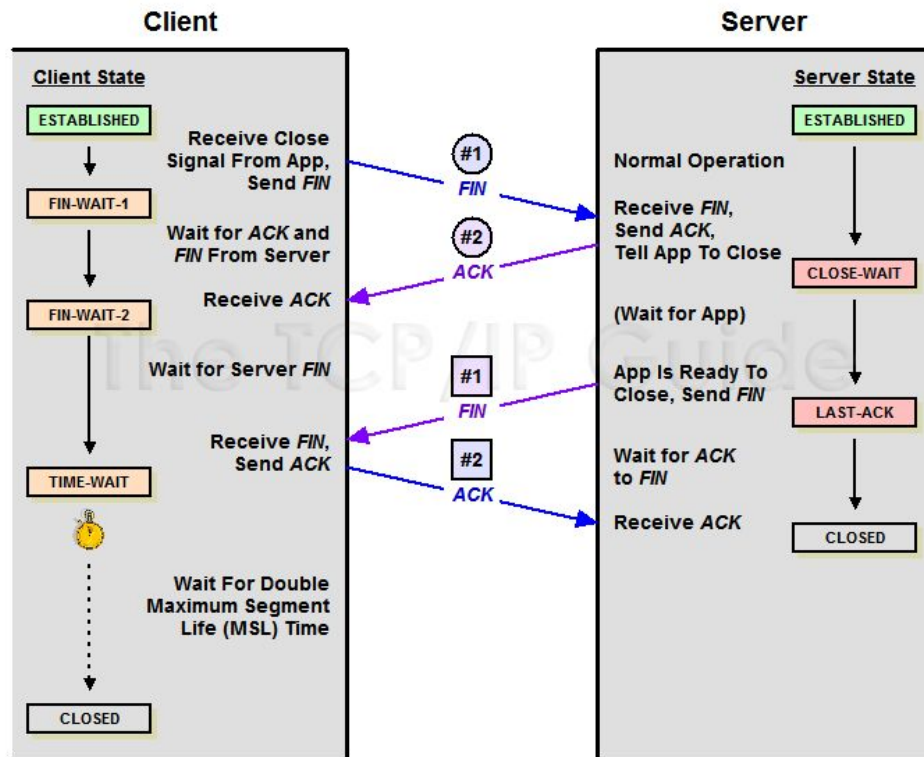 Client
Server
Client State
Server State
ESTABLISHED
ESTABLISHED
Receive Close
Signal From App,
Send FIN
#1
FIN
Normal Operation
FIN-WAIT-1
Receive FIN,
Send ACK,
Tell App To Close
Wait for ACK and
FIN From Server
#2
ACK
CLOSE-WAIT
Receive ACK
FIN-WAIT-2
(Wait for App)
The TCP/IP Guide
Wait for Server FIN
#1
FIN
App Is Ready To
Close, Send FIN
LAST-ACK
Receive FIN,
Send ACK
#2
ACK
Wait for ACK
to FIN
TIME-WAIT
Receive ACK
CLOSED
Wait For Double
Maximum Segment
Life (MSL) Time
CLOSED